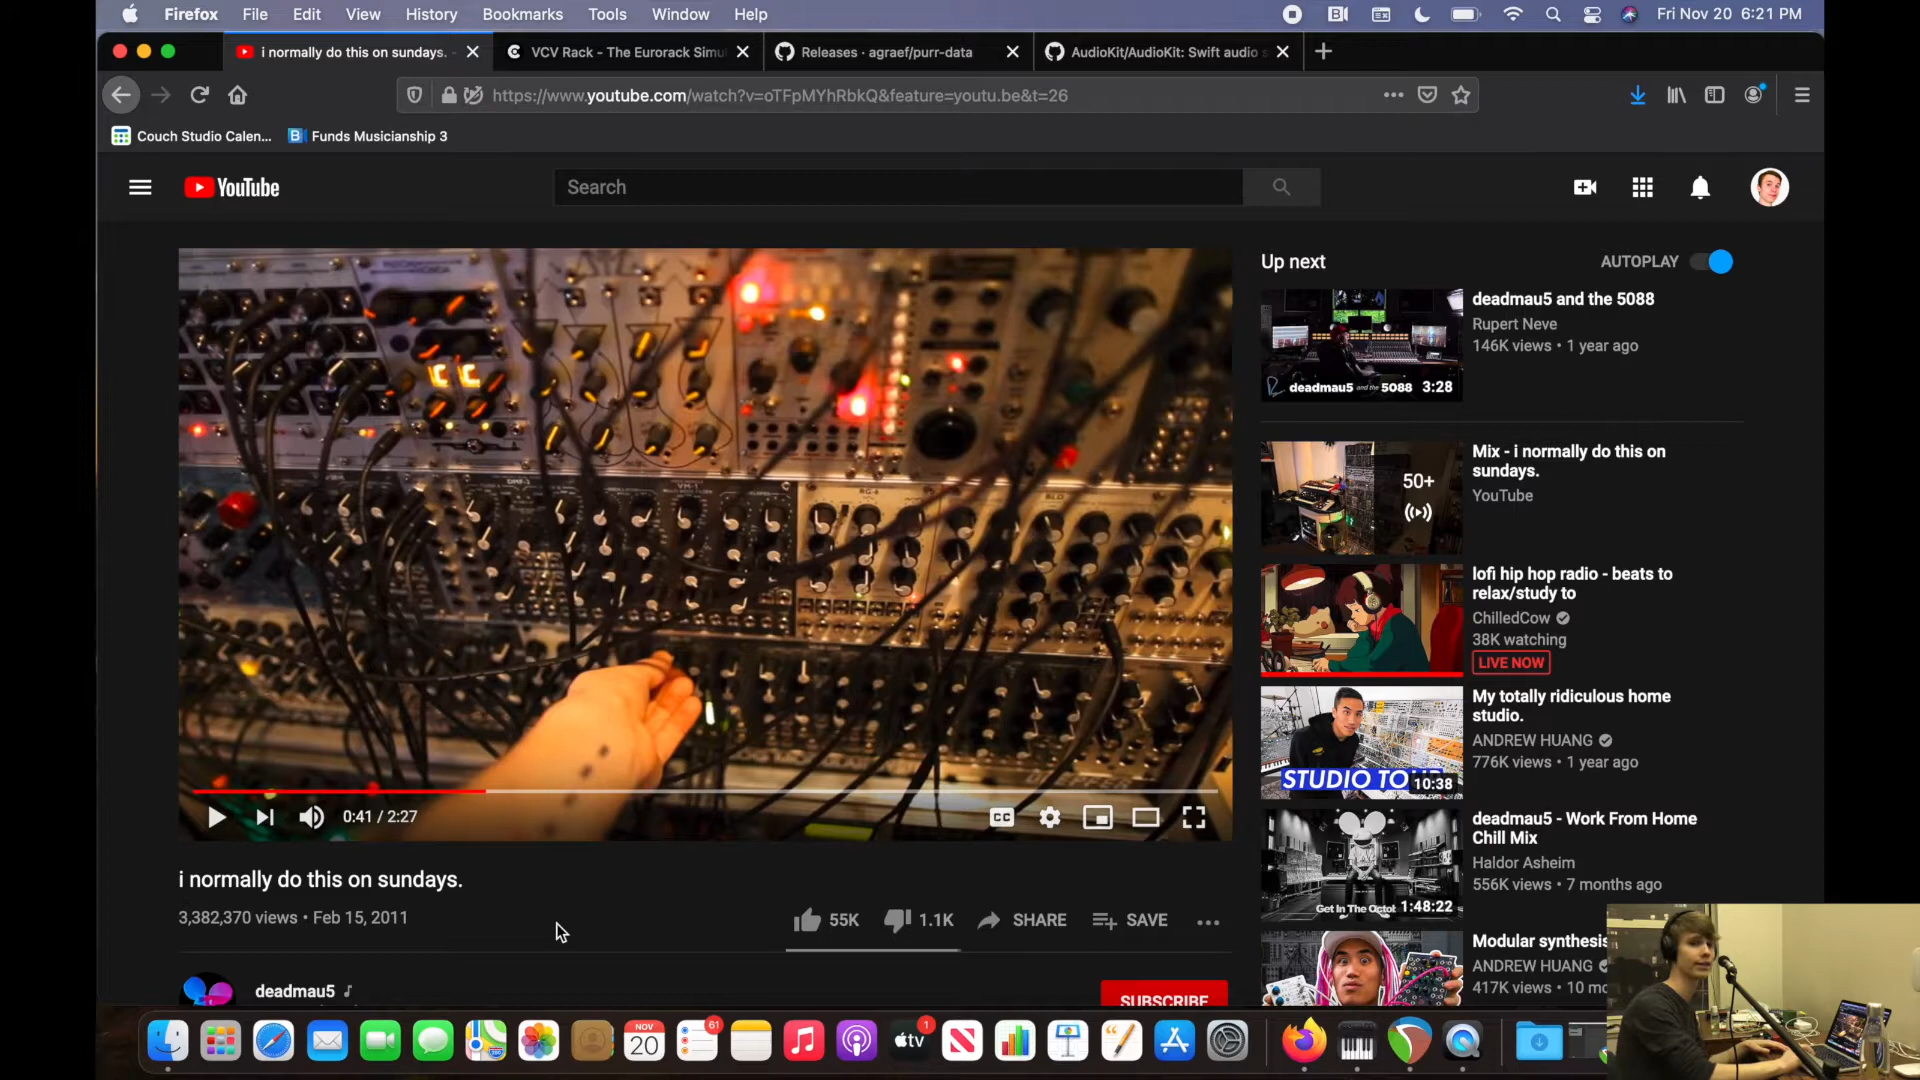 Firefox File Edit View History Bookmarks Tools Window Help Fri Nov 20 6:21 PM
i normally do this on sundays. - VCV Rack - The Eurorack Simu Releases · agraef/purr-data AudioKit/AudioKit: Swift audio s
https://www.youtube.com/watch?v=oTFpMYhRbkQ&feature=youtu.be&t=26
Couch Studio Calen... Funds Musicianship 3
YouTube Search
Up next AUTOPLAY
deadmau5 and the 5088
Rupert Neve
146K views • 1 year ago
deadmau5 and the 5088 3:28
Mix - i normally do this on
sundays.
YouTube
50+
lofi hip hop radio - beats to
relax/study to
ChilledCow
38K watching
LIVE NOW
My totally ridiculous home
studio.
ANDREW HUANG
776K views • 1 year ago
STUDIO TOUR 10:38
deadmau5 - Work From Home
Chill Mix
Haldor Asheim
556K views • 7 months ago
Get In The Octot 1:48:22
Modular synthesis
ANDREW HUANG
417K views • 10 mo
0:41 / 2:27 CC
i normally do this on sundays.
3,382,370 views • Feb 15, 2011
55K 1.1K SHARE SAVE
deadmau5
SUBSCRIBE
NOV
20
61
tv
1